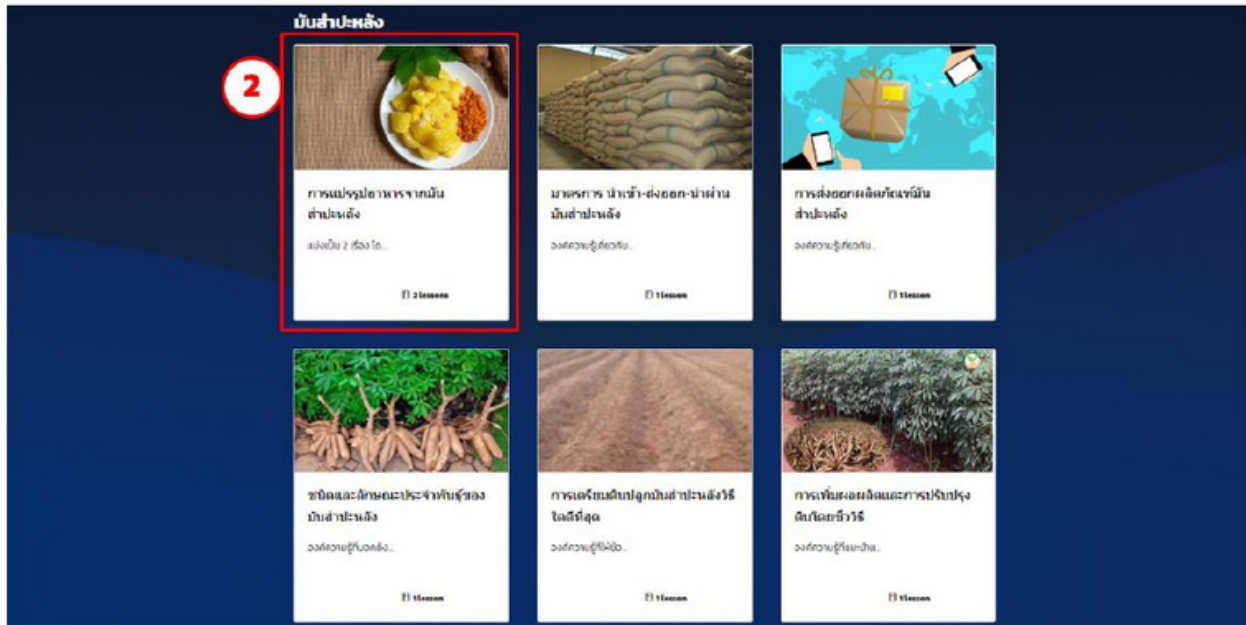 มันสำปะหลัง
2
การแปรรูปอาหารจากมัน
สำปะหลัง
แบ่งเป็น 2 เรื่อง ได...
2 lessons
มาตรการ นำเข้า-ส่งออก-นำผ่าน
มันสำปะหลัง
องค์ความรู้เกี่ยวกับ...
1 lesson
การส่งออกผลิตภัณฑ์มัน
สำปะหลัง
องค์ความรู้เกี่ยวกับ...
1 lesson
ชนิดและลักษณะประจำพันธุ์ของ
มันสำปะหลัง
องค์ความรู้ที่บอกถึง...
1 lesson
การเตรียมดินปลูกมันสำปะหลังวิธี
ใดดีที่สุด
องค์ความรู้ที่ให้ข้อ...
1 lesson
การเพิ่มผลผลิตและการปรับปรุง
ดินโดยชีววิธี
องค์ความรู้ที่แนะนำ...
1 lesson